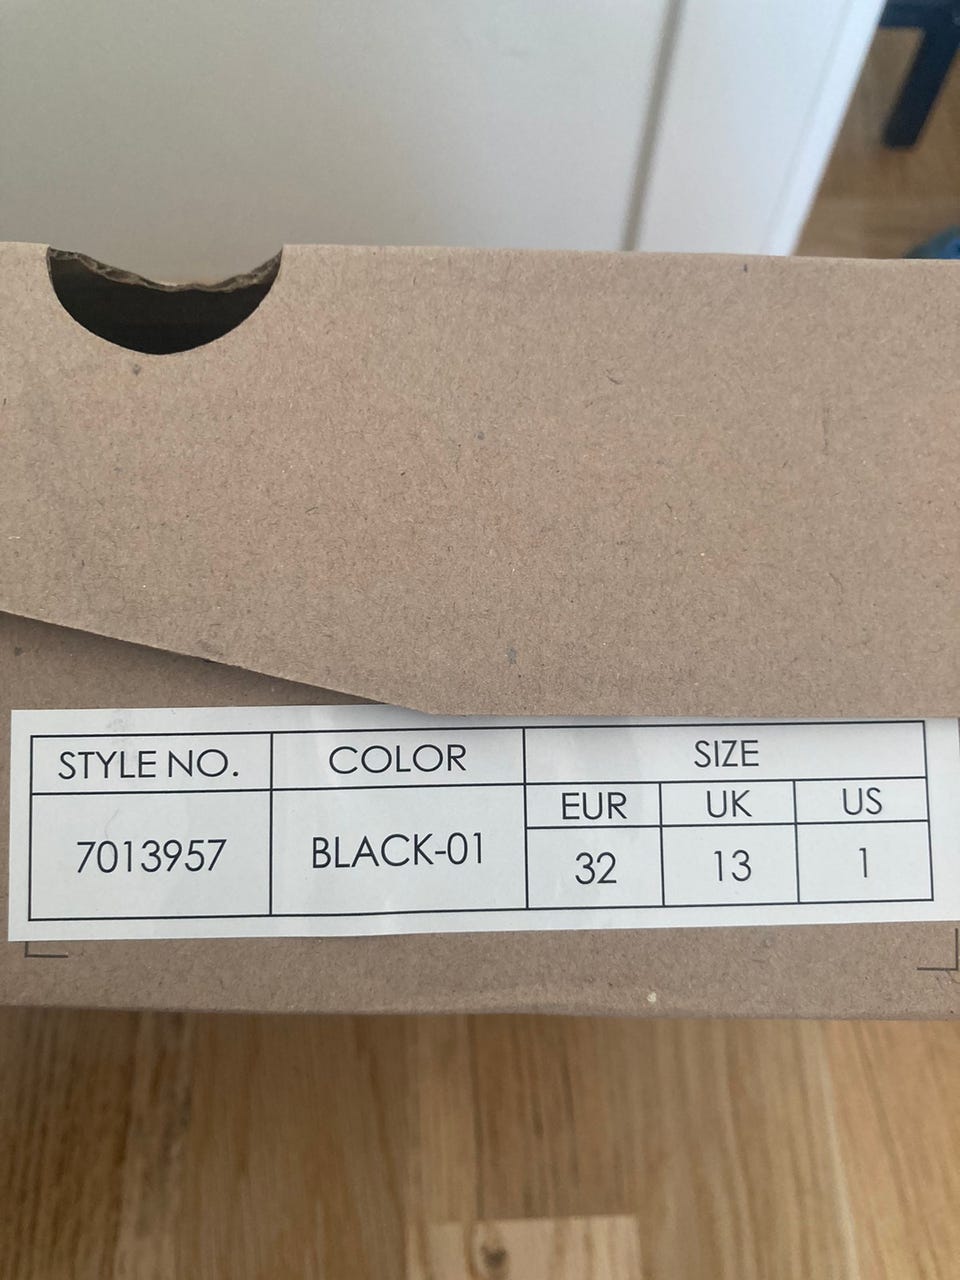 STYLE NO. COLOR SIZE
EUR UK US
7013957 BLACK-01 32 13 1